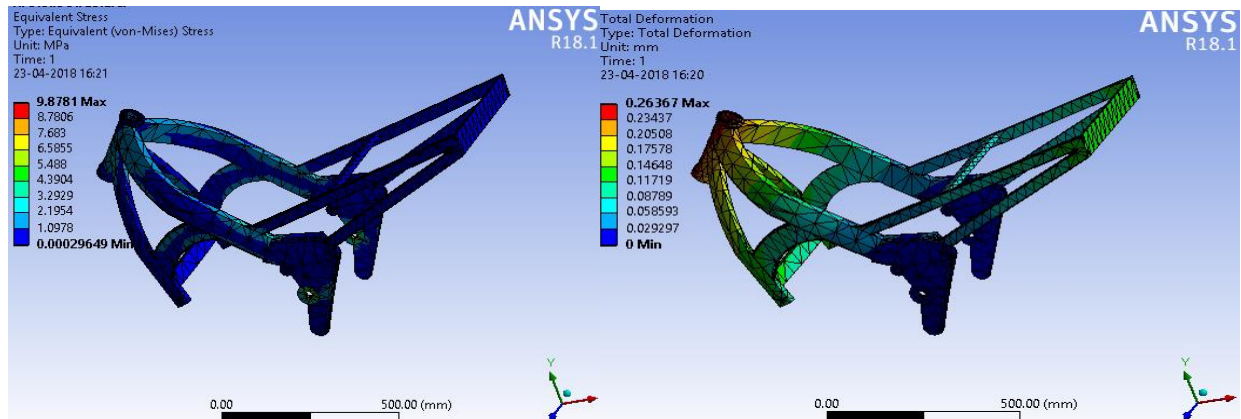 Equivalent Stress
Type: Equivalent (von-Mises) Stress
Unit: MPa
Time: 1
23-04-2018 16:21
ANSYS
R18.1
9.8781 Max
8.7806
7.683
6.5855
5.488
4.3904
3.2929
2.1954
1.0978
0.00029649 Min
0.00
500.00 (mm)
Y
Total Deformation
Type: Total Deformation
Unit: mm
Time: 1
23-04-2018 16:20
ANSYS
R18.1
0.26367 Max
0.23437
0.20508
0.17578
0.14648
0.11719
0.08789
0.058593
0.029297
0 Min
0.00
500.00 (mm)
Y